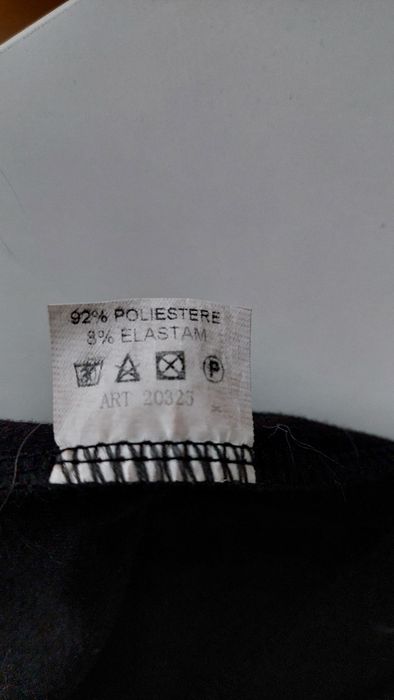 92% POLIESTERE
8% ELASTAM
P
ART 20325